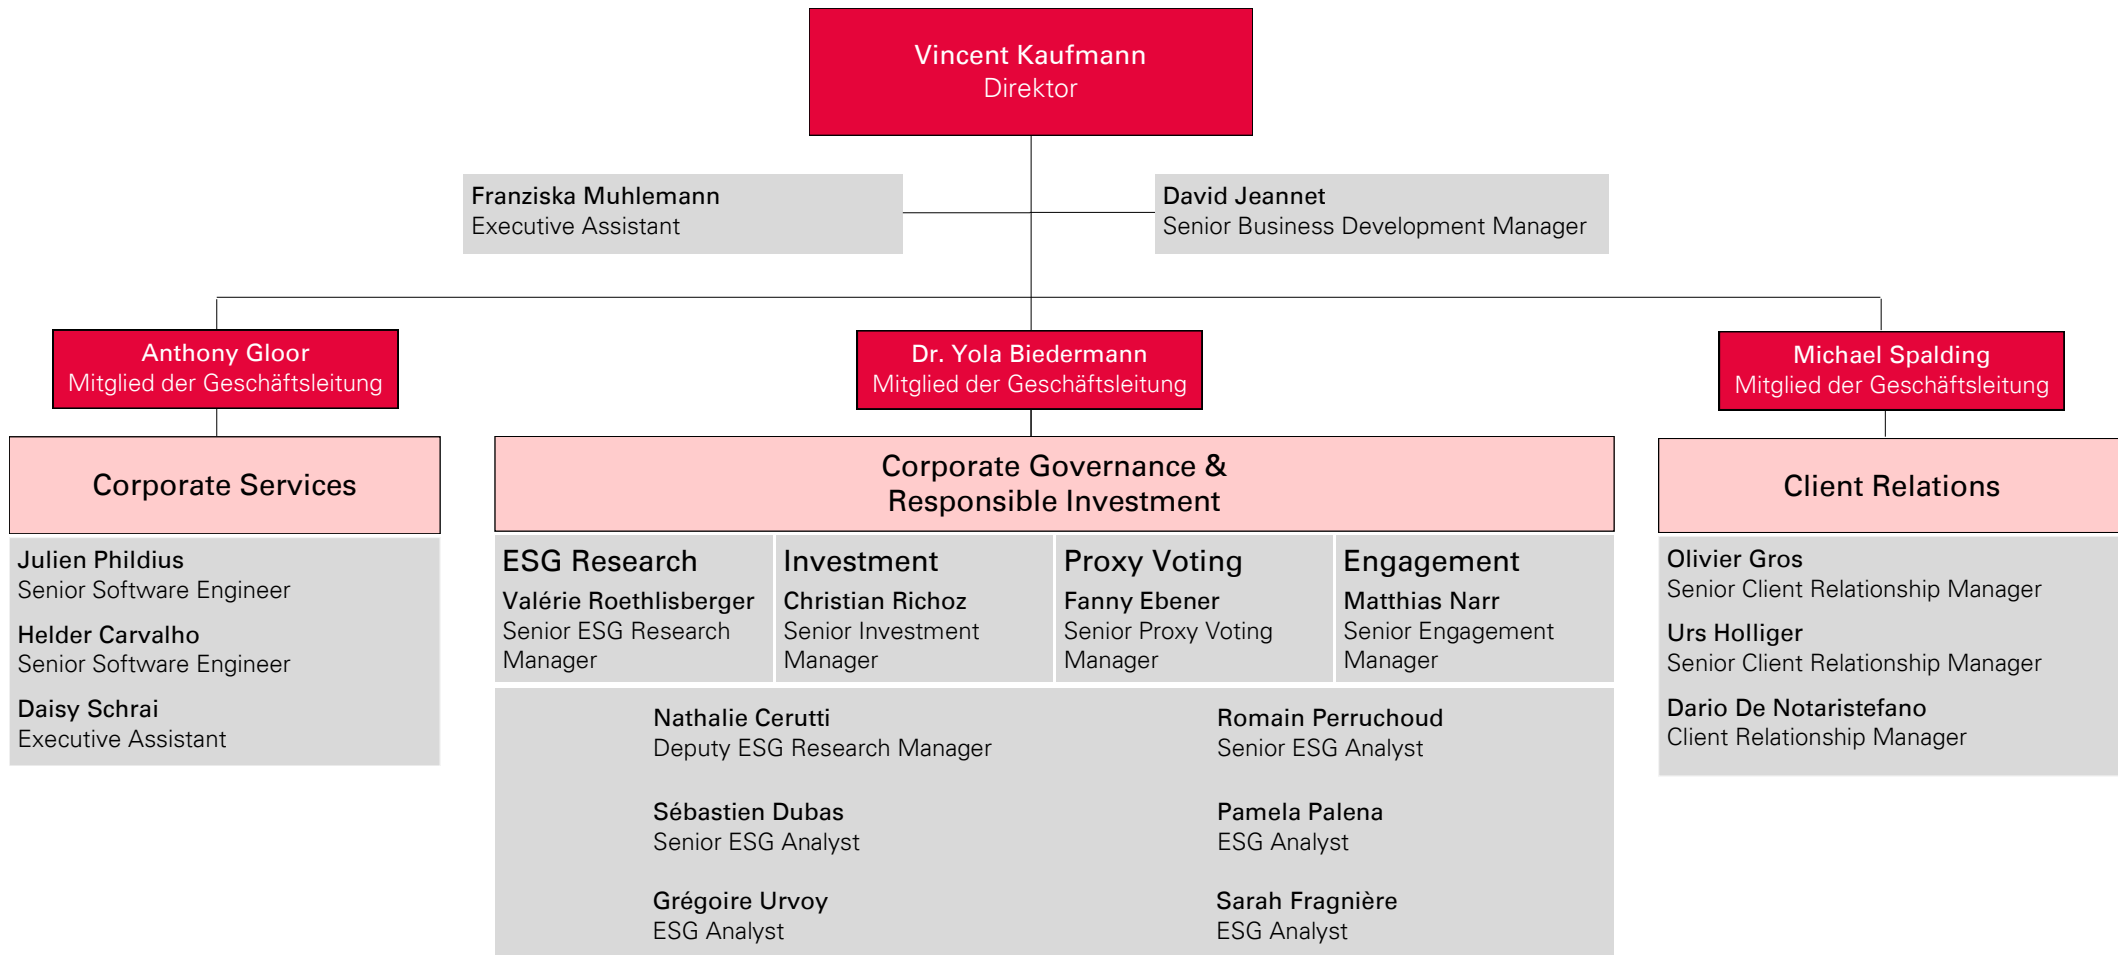 Vincent Kaufmann
Direktor
Franziska Muhlemann
Executive Assistant
David Jeannet
Senior Business Development Manager
Anthony Gloor
Mitglied der Geschäftsleitung
Dr. Yola Biedermann
Mitglied der Geschäftsleitung
Michael Spalding
Mitglied der Geschäftsleitung
Corporate Services
Julien Phildius
Senior Software Engineer
Helder Carvalho
Senior Software Engineer
Daisy Schrai
Executive Assistant
Corporate Governance &
Responsible Investment
ESG Research
Valérie Roethlisberger
Senior ESG Research
Manager
Investment
Christian Richoz
Senior Investment
Manager
Proxy Voting
Fanny Ebener
Senior Proxy Voting
Manager
Engagement
Matthias Narr
Senior Engagement
Manager
Nathalie Cerutti
Deputy ESG Research Manager
Sébastien Dubas
Senior ESG Analyst
Grégoire Urvoy
ESG Analyst
Romain Perruchoud
Senior ESG Analyst
Pamela Palena
ESG Analyst
Sarah Fragnière
ESG Analyst
Client Relations
Olivier Gros
Senior Client Relationship Manager
Urs Holliger
Senior Client Relationship Manager
Dario De Notaristefano
Client Relationship Manager